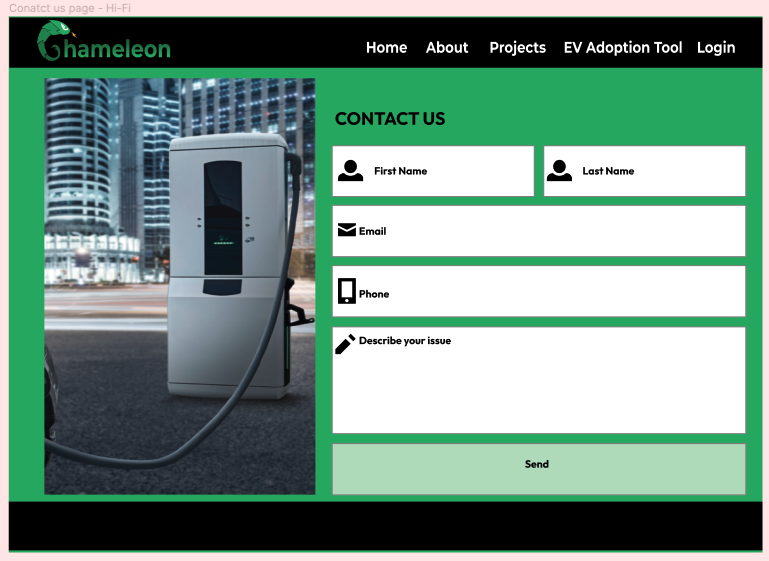 Conatct us page - Hi-Fi
Chameleon
Home About Projects EV Adoption Tool Login
CONTACT US
First Name Last Name
Email
Phone
Describe your issue
Send